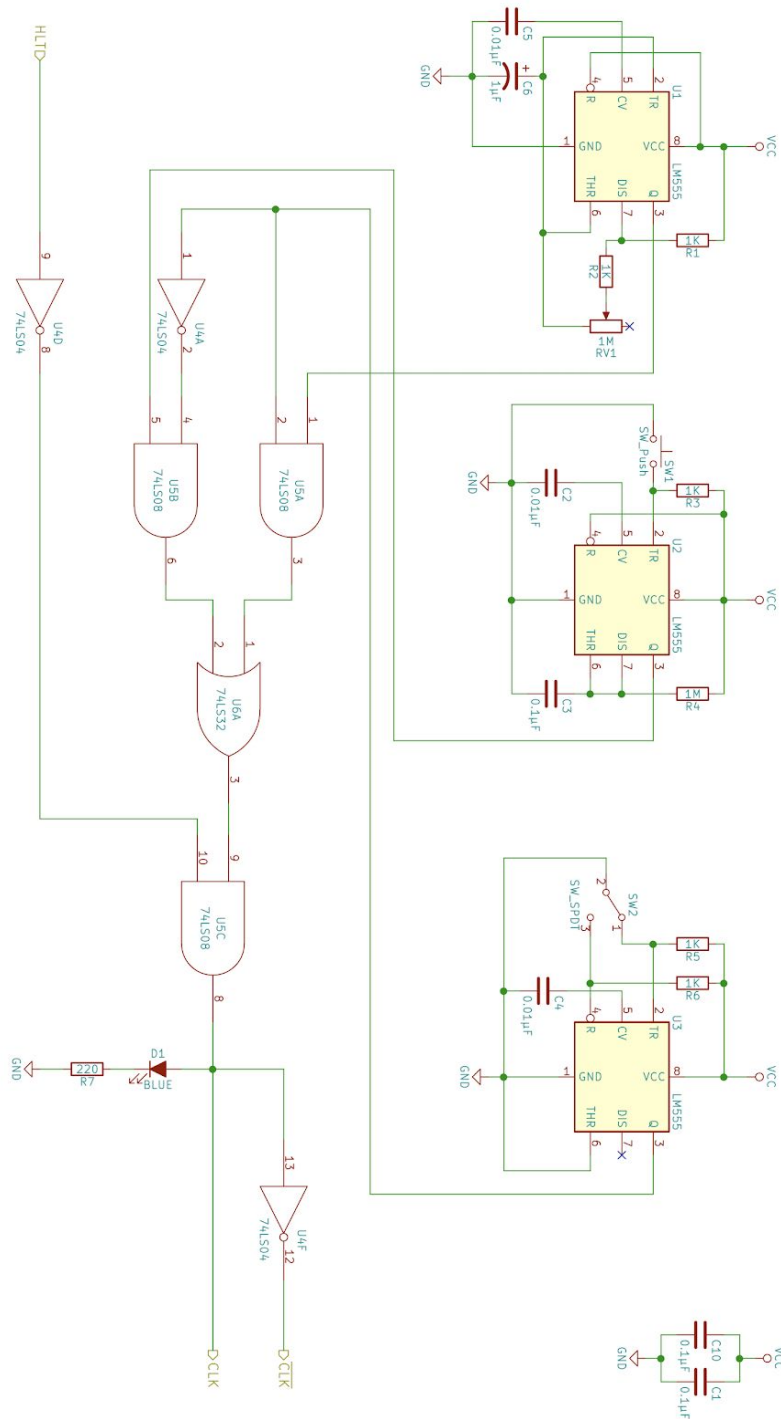 HLT
C5
0.01µF
C6
1µF
+
GND
4
5
2
R
CV
TR
U1
1
GND
VCC
8
VCC
THR
DIS
Q
LM555
6
7
3
1K
R1
1K
R2
1M
RV1
9
U4D
74LS04
8
1
U4A
74LS04
2
5
4
U5B
74LS08
6
2
1
U5A
74LS08
3
2
1
U6A
74LS32
3
SW_Push
SW1
C2
0.01µF
GND
1K
R3
4
5
2
R
CV
TR
U2
1
GND
VCC
8
VCC
THR
DIS
Q
LM555
6
7
3
C3
0.1µF
1M
R4
10
9
U5C
74LS08
8
2
SW2
SW_SPDT
3
1
1K
R5
1K
R6
C4
0.01µF
4
5
2
R
CV
TR
U3
GND
1
GND
VCC
8
VCC
THR
DIS
Q
LM555
6
7
3
GND
220
R7
D1
BLUE
13
U4F
74LS04
12
CLK
CLK
VCC
C10
0.1µF
C1
0.1µF
GND